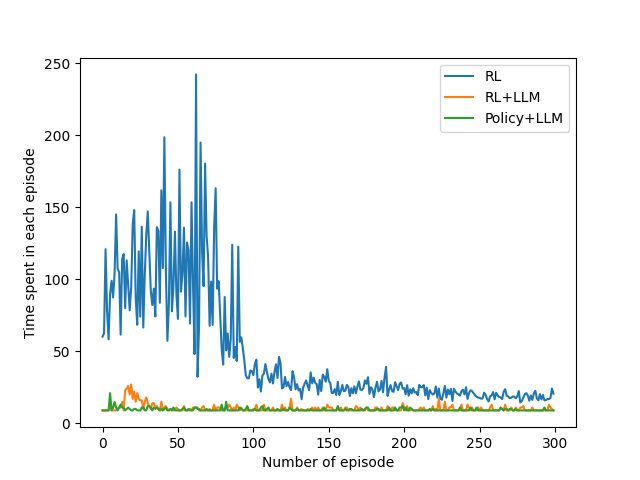 250
200
150
100
50
0
Time spent in each episode
RL
RL+LLM
Policy+LLM
0 50 100 150 200 250 300
Number of episode